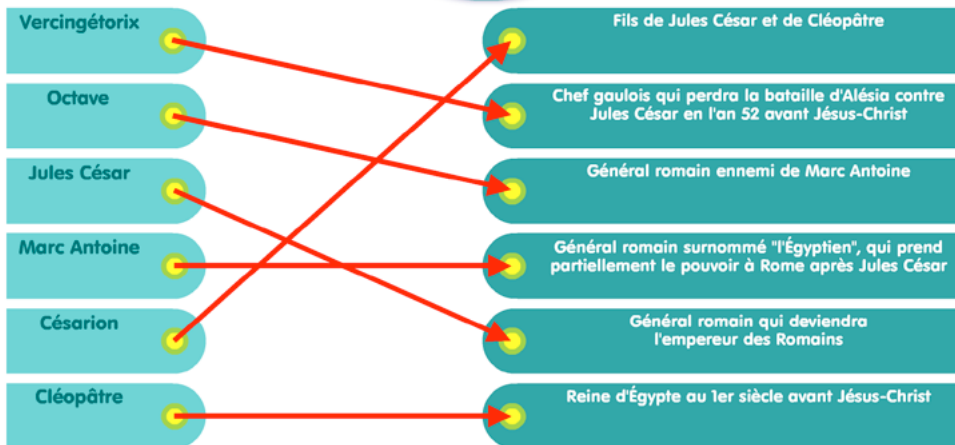 Vercingétorix
Fils de Jules César et de Cléopâtre
Octave
Chef gaulois qui perdra la bataille d'Alésia contre
Jules César en l'an 52 avant Jésus-Christ
Jules César
Général romain ennemi de Marc Antoine
Marc Antoine
Général romain surnommé "l'Égyptien", qui prend
partiellement le pouvoir à Rome après Jules César
Césarion
Général romain qui deviendra
l'empereur des Romains
Cléopâtre
Reine d'Égypte au 1er siècle avant Jésus-Christ